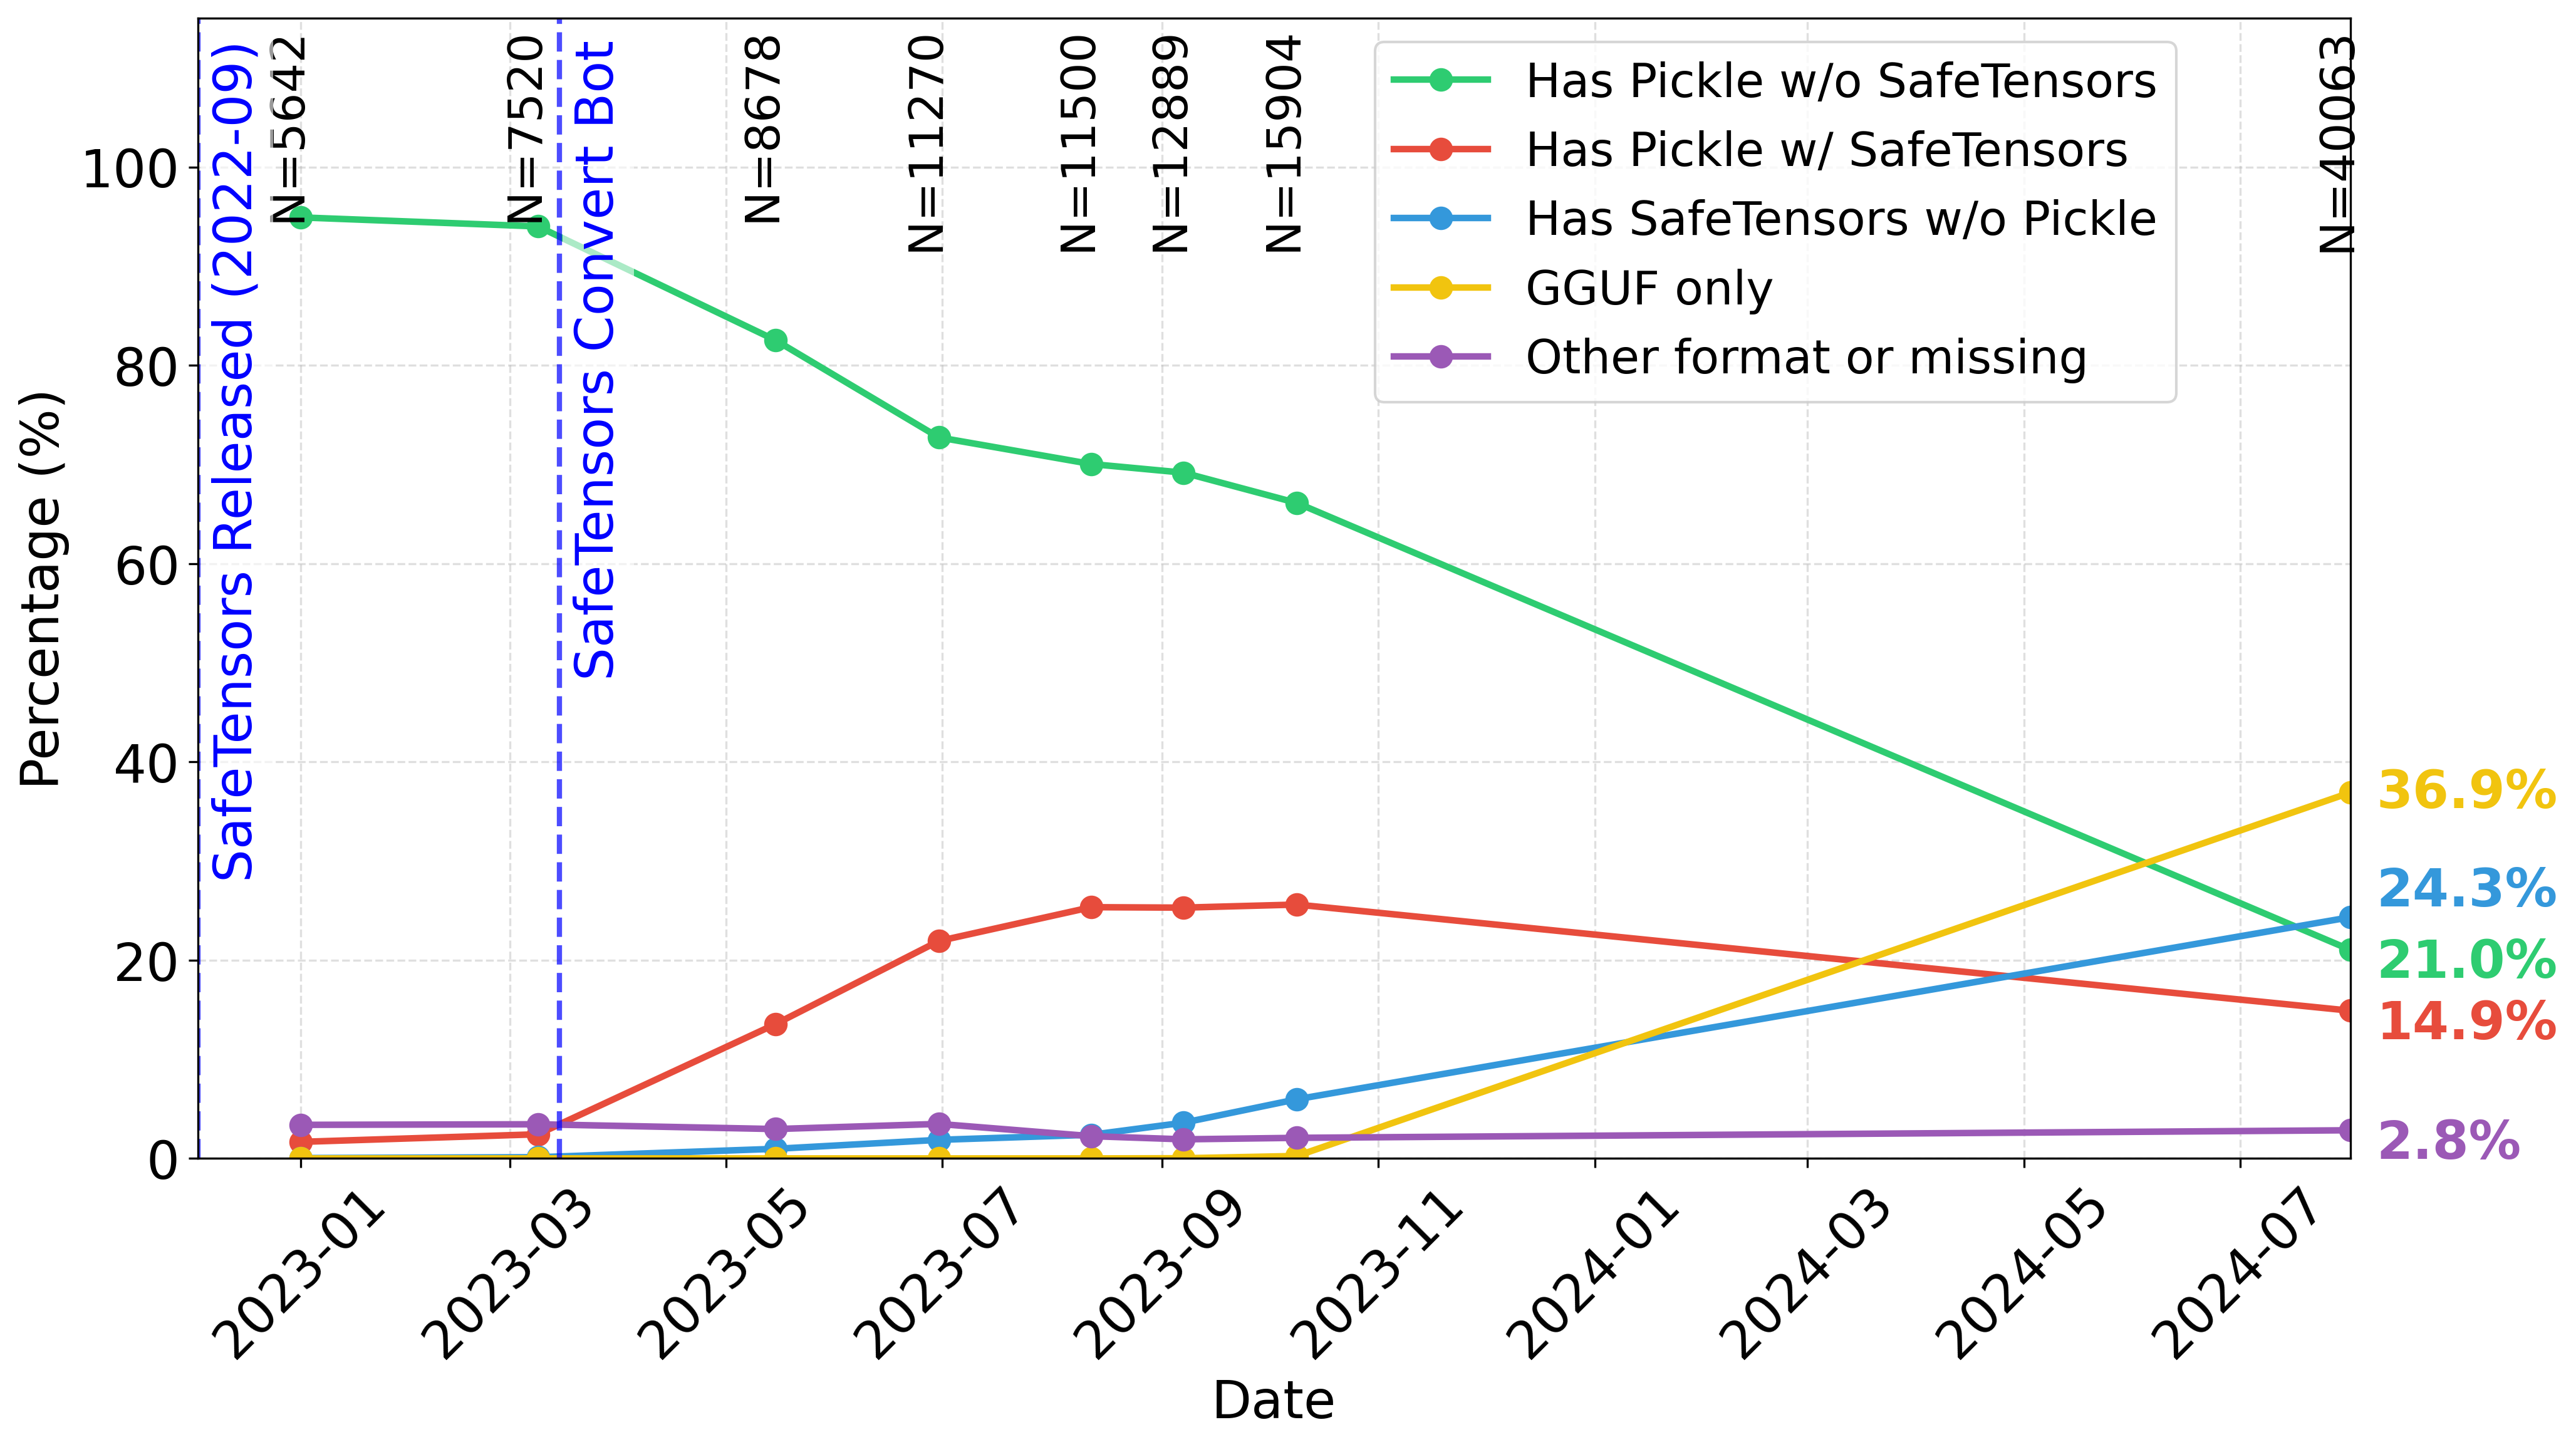 SafeTensors Released (2022-09)
N=5642
N=7520
SafeTensors Convert Bot
N=8678
N=11270
N=11500
N=12889
N=15904
N=40063
Has Pickle w/o SafeTensors
Has Pickle w/ SafeTensors
Has SafeTensors w/o Pickle
GGUF only
Other format or missing
Percentage (%)
100
80
60
40
20
0
36.9%
24.3%
21.0%
14.9%
2.8%
2023-01
2023-03
2023-05
2023-07
2023-09
2023-11
2024-01
2024-03
2024-05
2024-07
Date